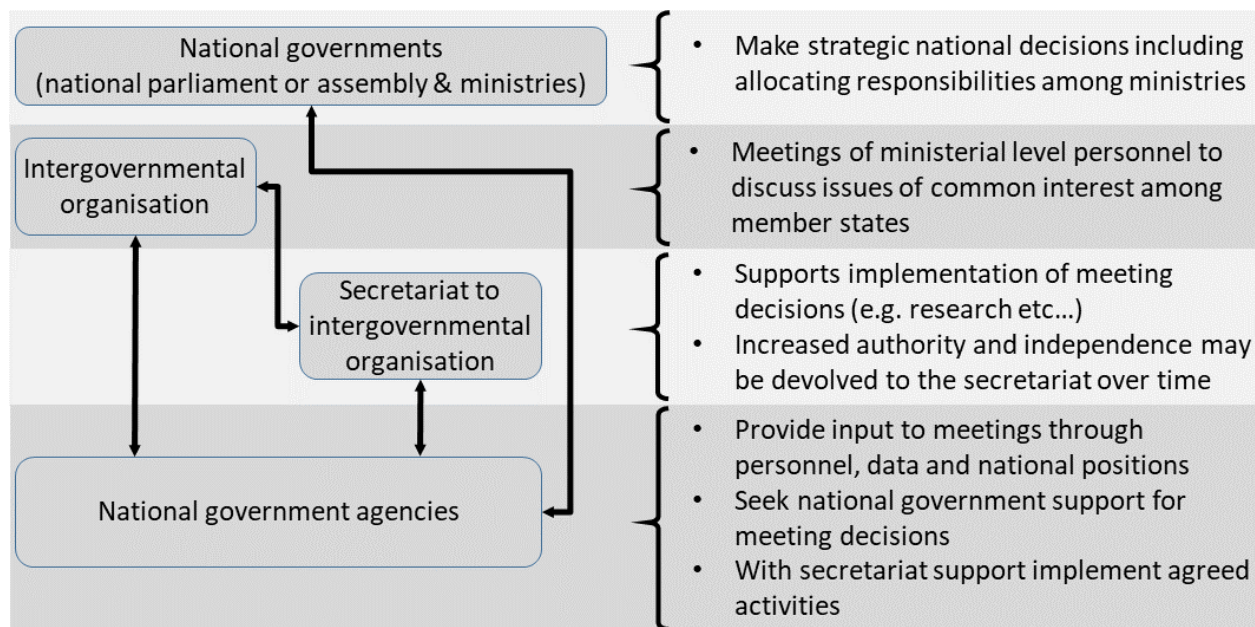 National governments
(national parliament or assembly & ministries)
• Make strategic national decisions including
allocating responsibilities among ministries
Intergovernmental
organisation
• Meetings of ministerial level personnel to
discuss issues of common interest among
member states
Secretariat to
intergovernmental
organisation
• Supports implementation of meeting
decisions (e.g. research etc...)
• Increased authority and independence may
be devolved to the secretariat over time
National government agencies
• Provide input to meetings through
personnel, data and national positions
• Seek national government support for
meeting decisions
• With secretariat support implement agreed
activities